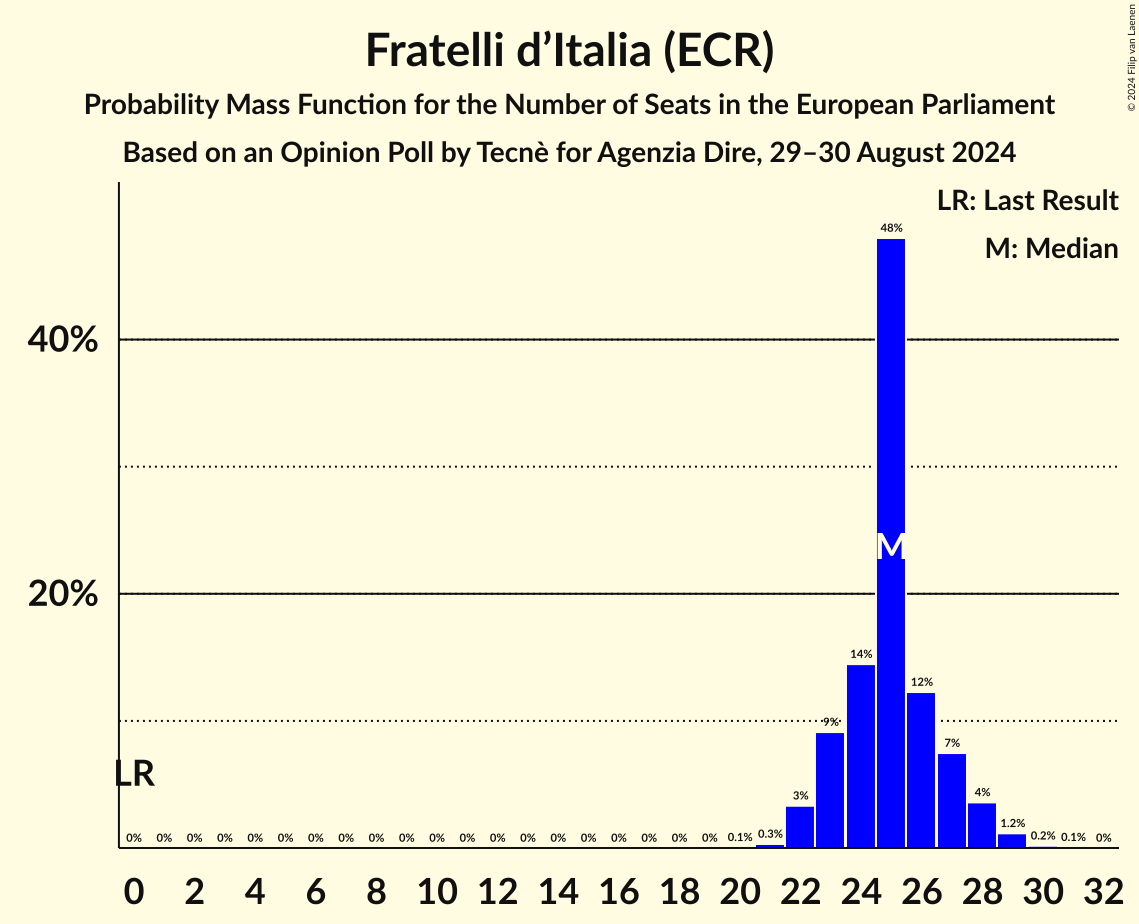 © 2024 Filip van Laenen
Fratelli d’Italia (ECR)
Probability Mass Function for the Number of Seats in the European Parliament
Based on an Opinion Poll by Tecnè for Agenzia Dire, 29–30 August 2024
LR: Last Result
M: Median
48%
40%
M
20%
14%
12%
9%
7%
LR
3%
4%
1.2%
0% 0% 0% 0% 0% 0% 0% 0% 0% 0% 0% 0% 0% 0% 0% 0% 0% 0% 0% 0% 0.1% 0.3% 0.2% 0.1% 0%
0 2 4 6 8 10 12 14 16 18 20 22 24 26 28 30 32